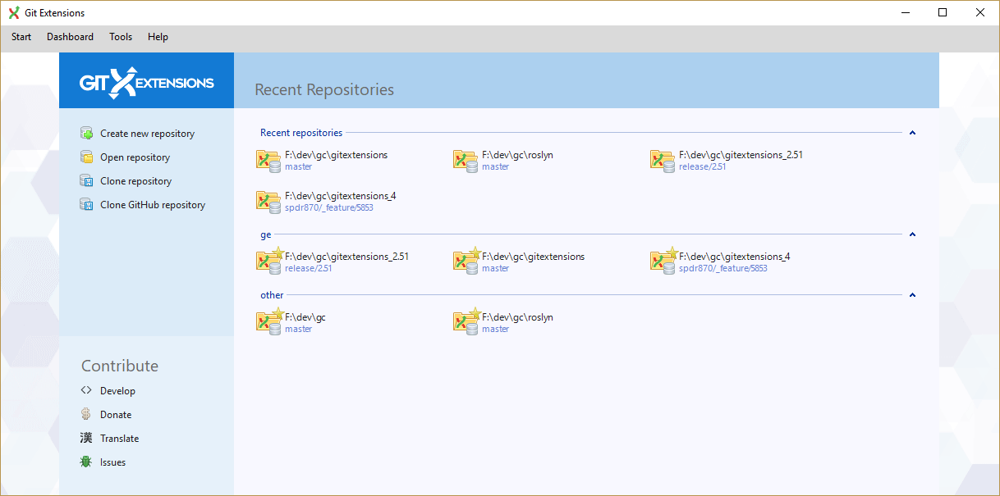 Git Extensions
Start Dashboard Tools Help
GIT EXTENSIONS
Recent Repositories
Create new repository
Open repository
Clone repository
Clone GitHub repository
Recent repositories
F:\dev\gc\gitextensions
master
F:\dev\gc\roslyn
master
F:\dev\gc\gitextensions_2.51
release/2.51
F:\dev\gc\gitextensions_4
spdr870/_feature/5853
ge
F:\dev\gc\gitextensions_2.51
release/2.51
F:\dev\gc\gitextensions
master
F:\dev\gc\gitextensions_4
spdr870/_feature/5853
other
F:\dev\gc
master
F:\dev\gc\roslyn
master
Contribute
Develop
Donate
漢 Translate
Issues